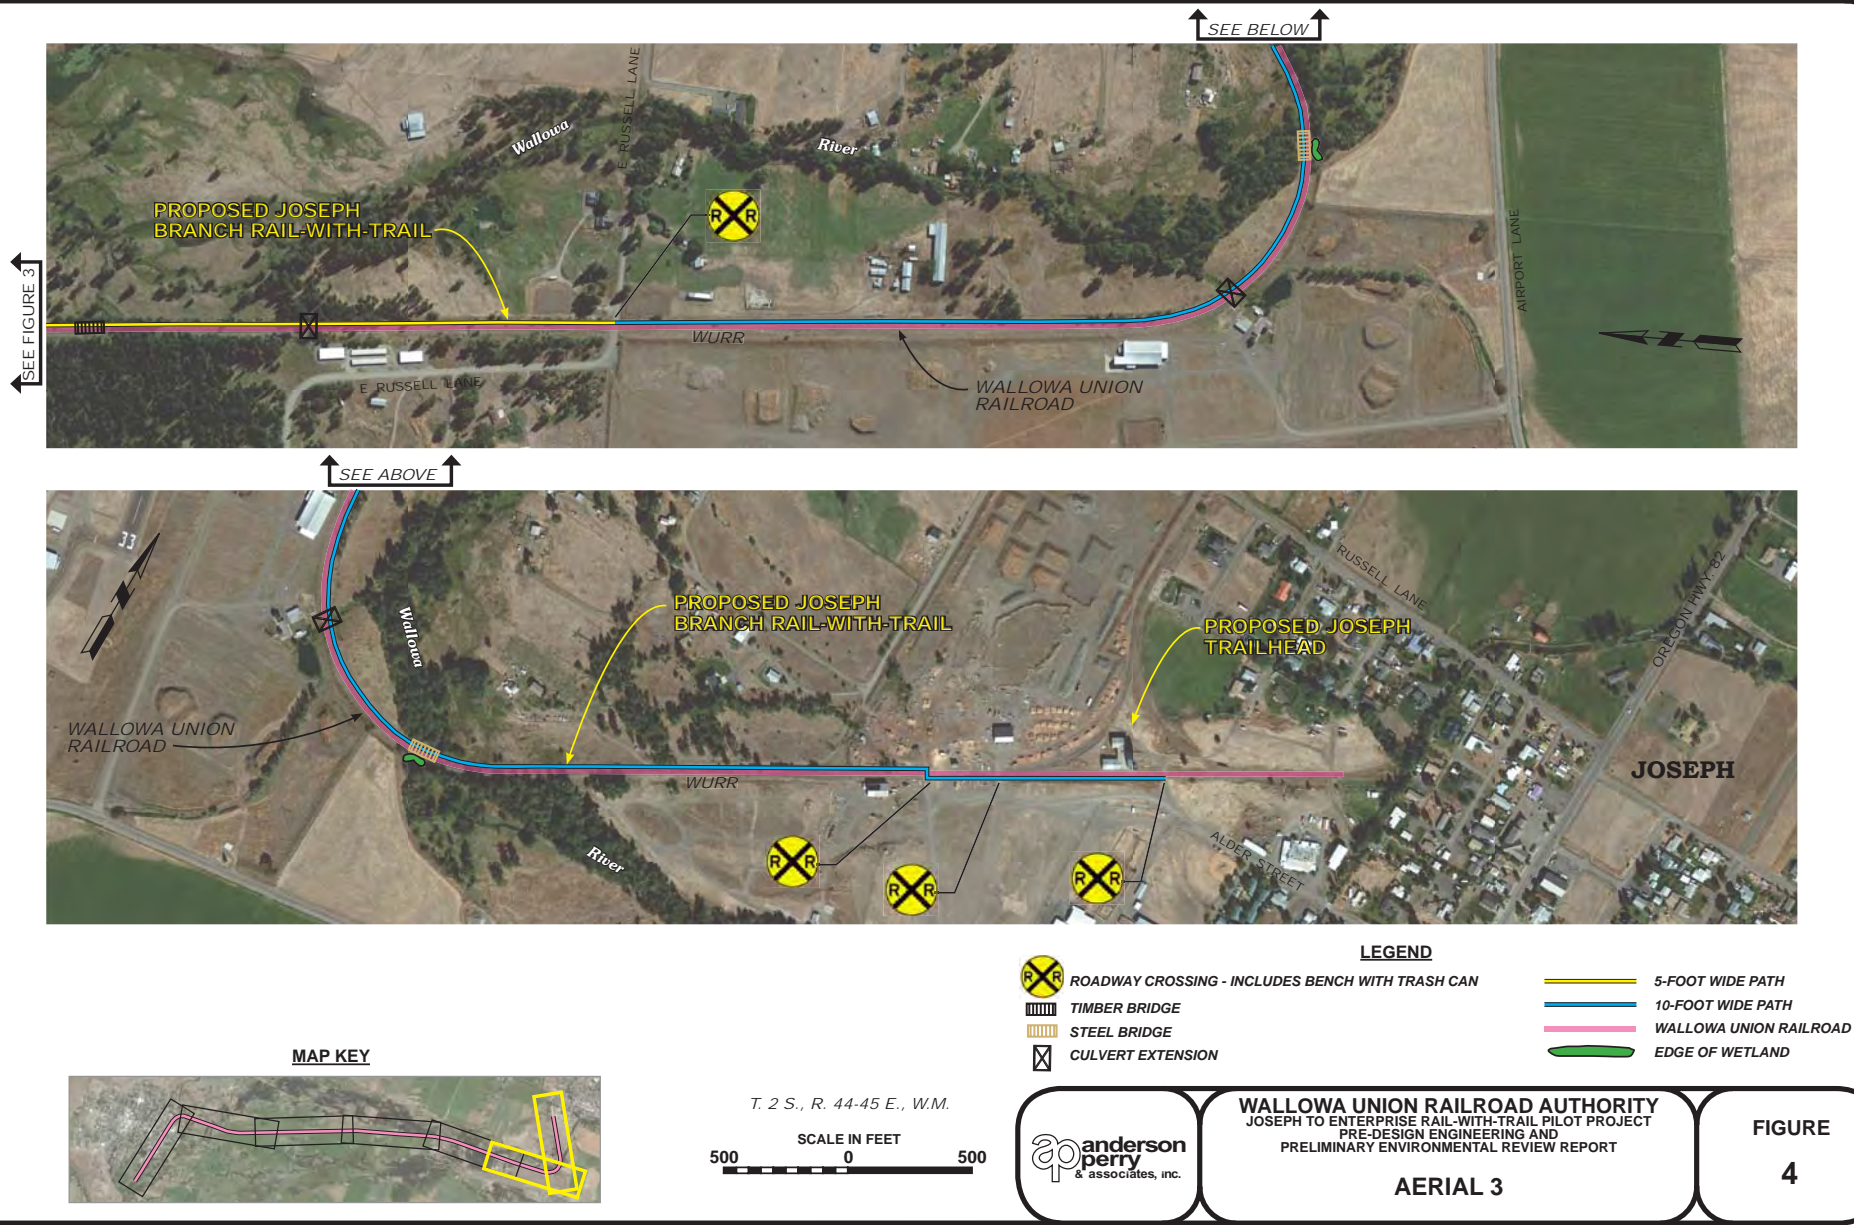 SEE BELOW
E RUSSELL LANE
Wallowa
River
PROPOSED JOSEPH
BRANCH RAIL-WITH-TRAIL
R R
SEE FIGURE 3
AIRPORT LANE
WURR
E RUSSELL LANE
WALLOWA UNION
RAILROAD
SEE ABOVE
33
RUSSELL LANE
OREGON HWY. 82
Wallowa
PROPOSED JOSEPH
BRANCH RAIL-WITH-TRAIL
PROPOSED JOSEPH
TRAILHEAD
WALLOWA UNION
RAILROAD
WURR
JOSEPH
ALDER STREET
River
R R
R R
R R
LEGEND
R R
ROADWAY CROSSING - INCLUDES BENCH WITH TRASH CAN
TIMBER BRIDGE
STEEL BRIDGE
CULVERT EXTENSION
5-FOOT WIDE PATH
10-FOOT WIDE PATH
WALLOWA UNION RAILROAD
EDGE OF WETLAND
MAP KEY
T. 2 S., R. 44-45 E., W.M.
SCALE IN FEET
500 0 500
ap
anderson
perry
& associates, inc.
WALLOWA UNION RAILROAD AUTHORITY
JOSEPH TO ENTERPRISE RAIL-WITH-TRAIL PILOT PROJECT
PRE-DESIGN ENGINEERING AND
PRELIMINARY ENVIRONMENTAL REVIEW REPORT
AERIAL 3
FIGURE
4